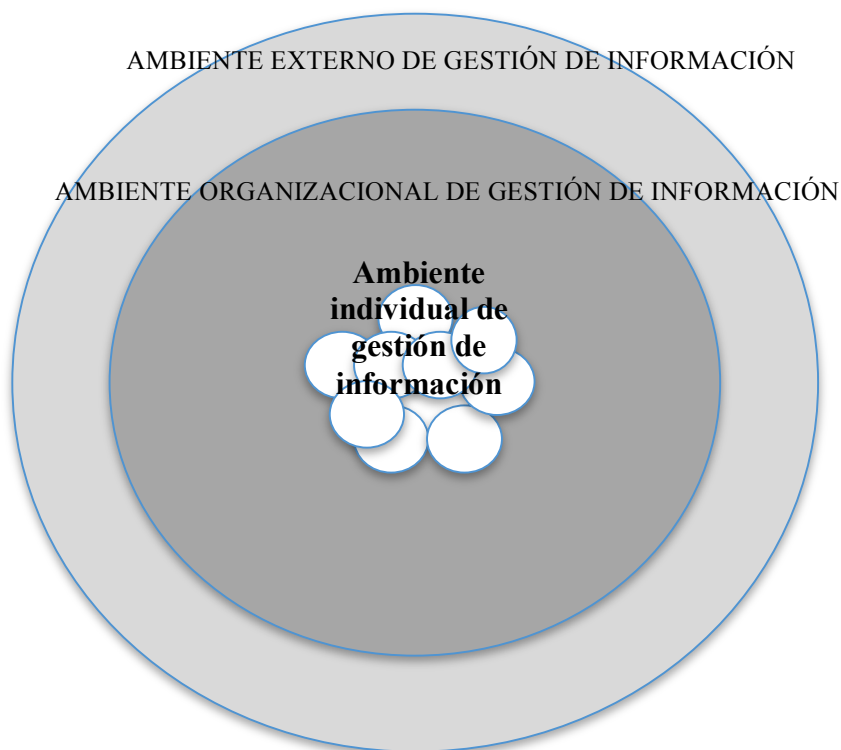 AMBIENTE EXTERNO DE GESTIÓN DE INFORMACIÓN
AMBIENTE ORGANIZACIONAL DE GESTIÓN DE INFORMACIÓN
Ambiente
individual de
gestión de
información